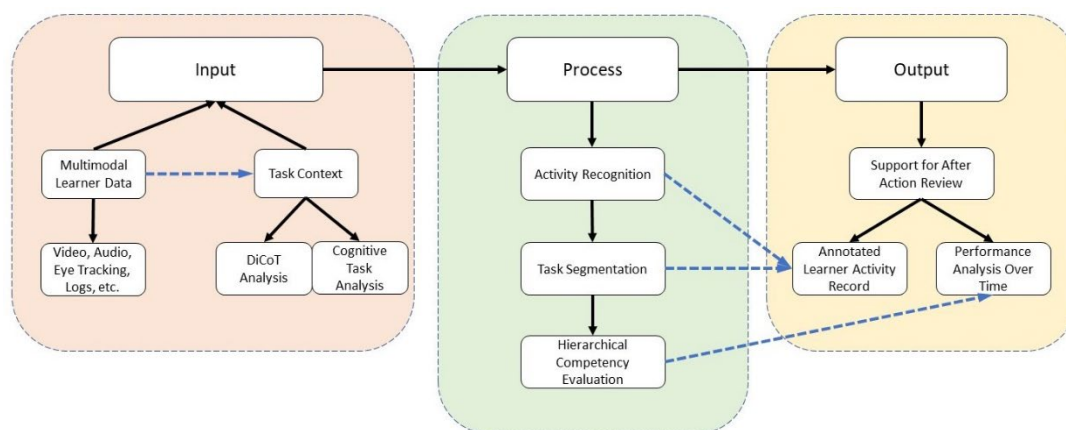 Input
Multimodal
Learner Data
Task Context
Video, Audio,
Eye Tracking,
Logs, etc.
DiCoT
Analysis
Cognitive
Task
Analysis
Process
Activity Recognition
Task Segmentation
Hierarchical
Competency
Evaluation
Output
Support for After
Action Review
Annotated
Learner Activity
Record
Performance
Analysis Over
Time